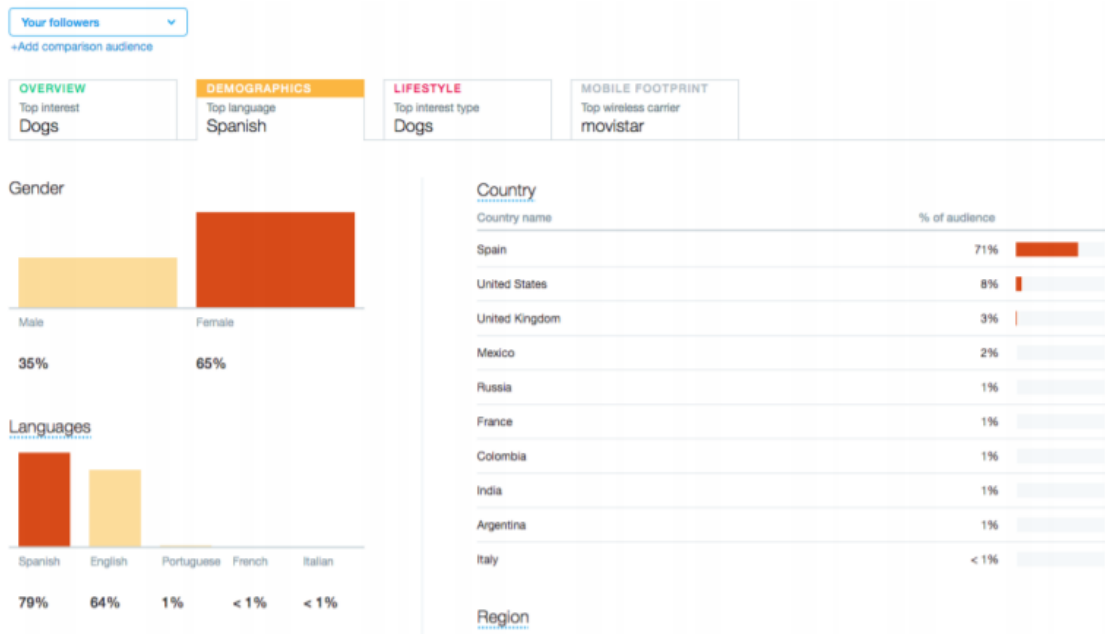 Your followers
+Add comparison audience
OVERVIEW
Top interest
Dogs
DEMOGRAPHICS
Top language
Spanish
LIFESTYLE
Top interest type
Dogs
MOBILE FOOTPRINT
Top wireless carrier
movistar
Gender
Male Female
35% 65%
Languages
Spanish English Portuguese French Italian
79% 64% 1% < 1% < 1%
Country
Country name % of audience
Spain 71%
United States 8%
United Kingdom 3%
Mexico 2%
Russia 1%
France 1%
Colombia 1%
India 1%
Argentina 1%
Italy < 1%
Region